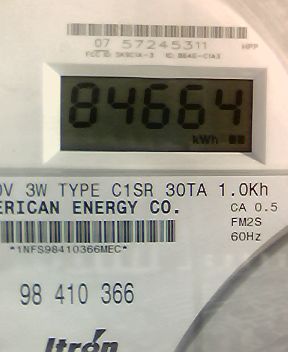 07 57245311
HPP
84664
kWh
0V 3W TYPE C1SR 30TA 1.0Kh
ERICAN ENERGY CO.
CA 0.5
FM2S
60Hz
*1NFS98410366MEC*
98 410 366
Itron